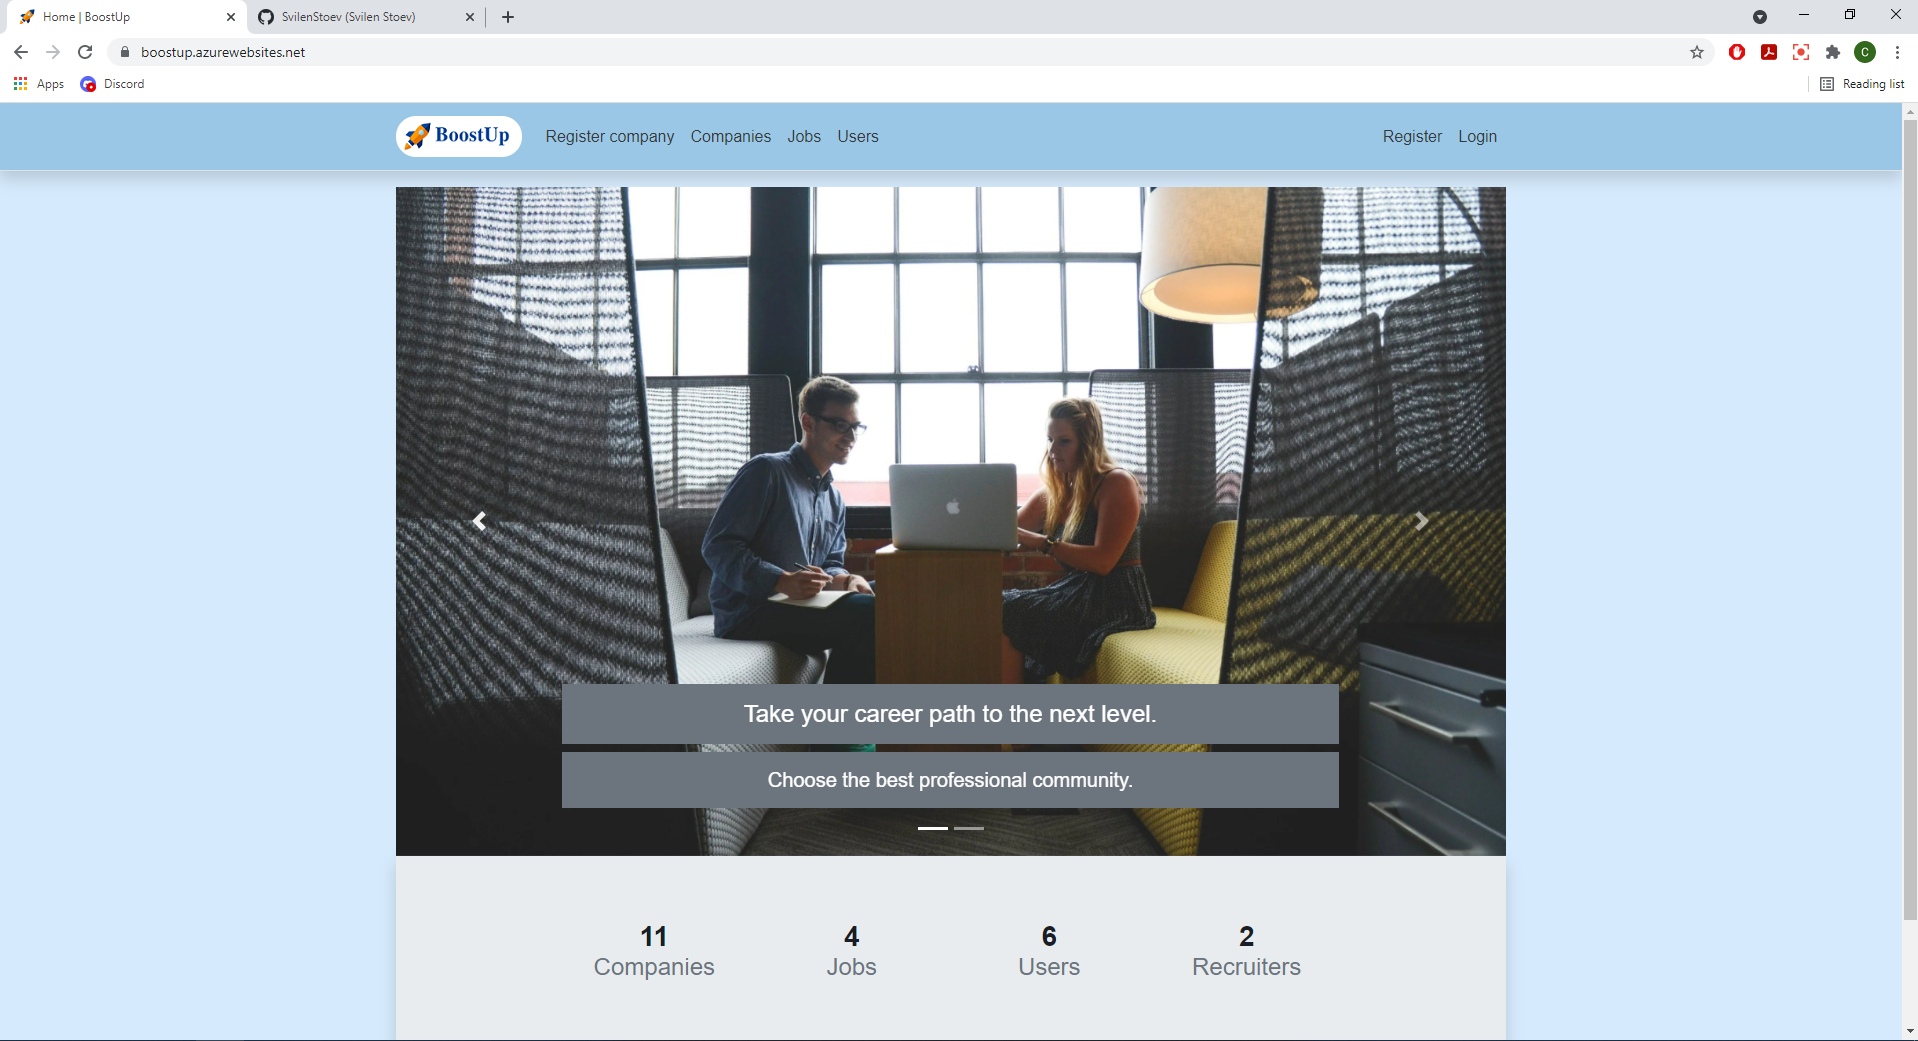 Home | BoostUp
SvilenStoev (Svilen Stoev)
boostup.azurewebsites.net
C
Apps
Discord
Reading list
BoostUp
Register company
Companies
Jobs
Users
Register
Login
Take your career path to the next level.
Choose the best professional community.
11
Companies
4
Jobs
6
Users
2
Recruiters